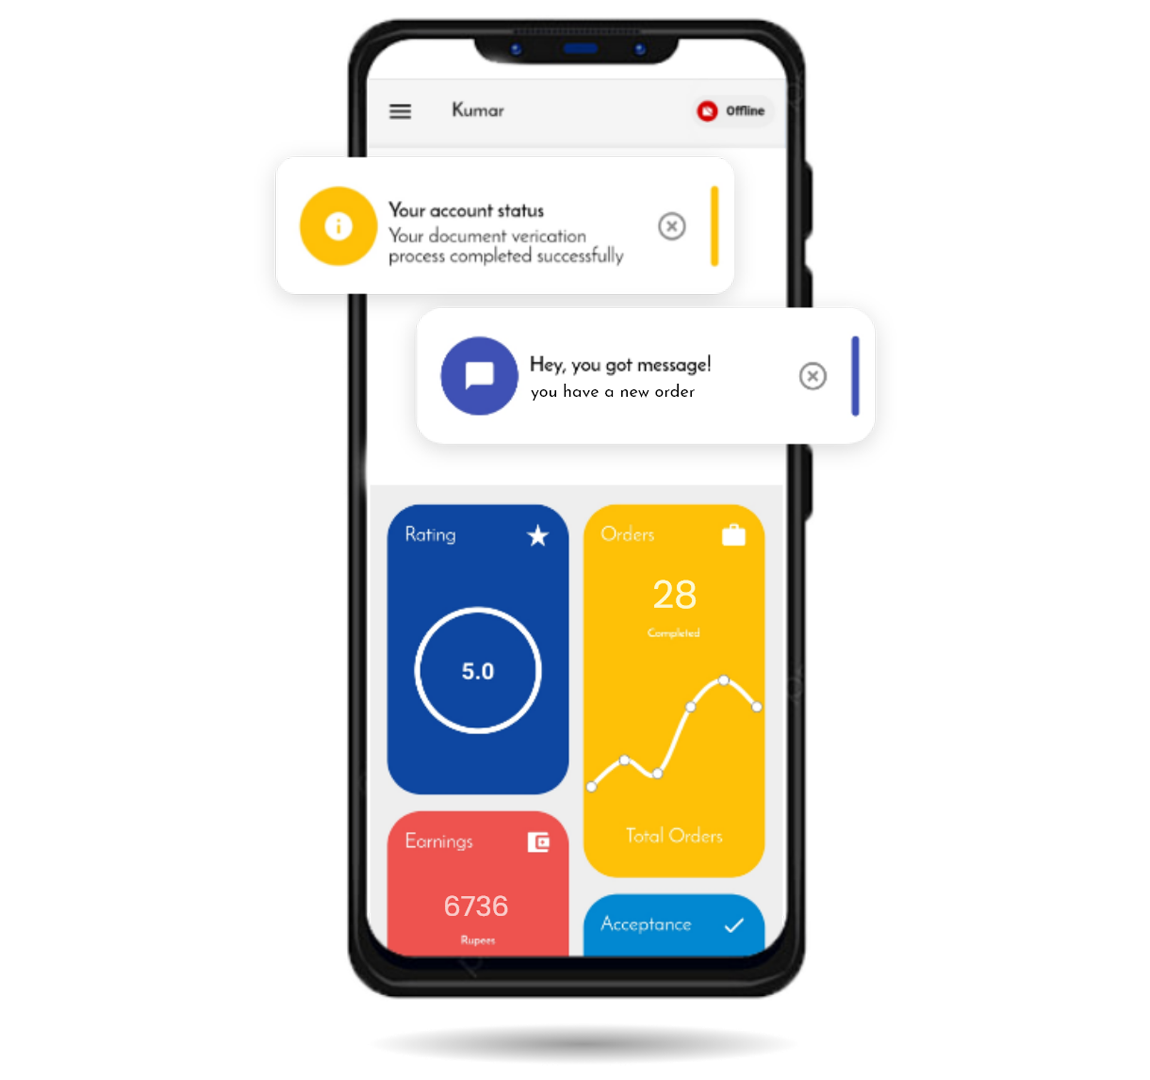 Kumar
Offline
Your account status
Your document verication
process completed successfully
Hey, you got message!
you have a new order
Rating
5.0
Orders
28
Completed
Total Orders
Earnings
6736
Rupees
Acceptance